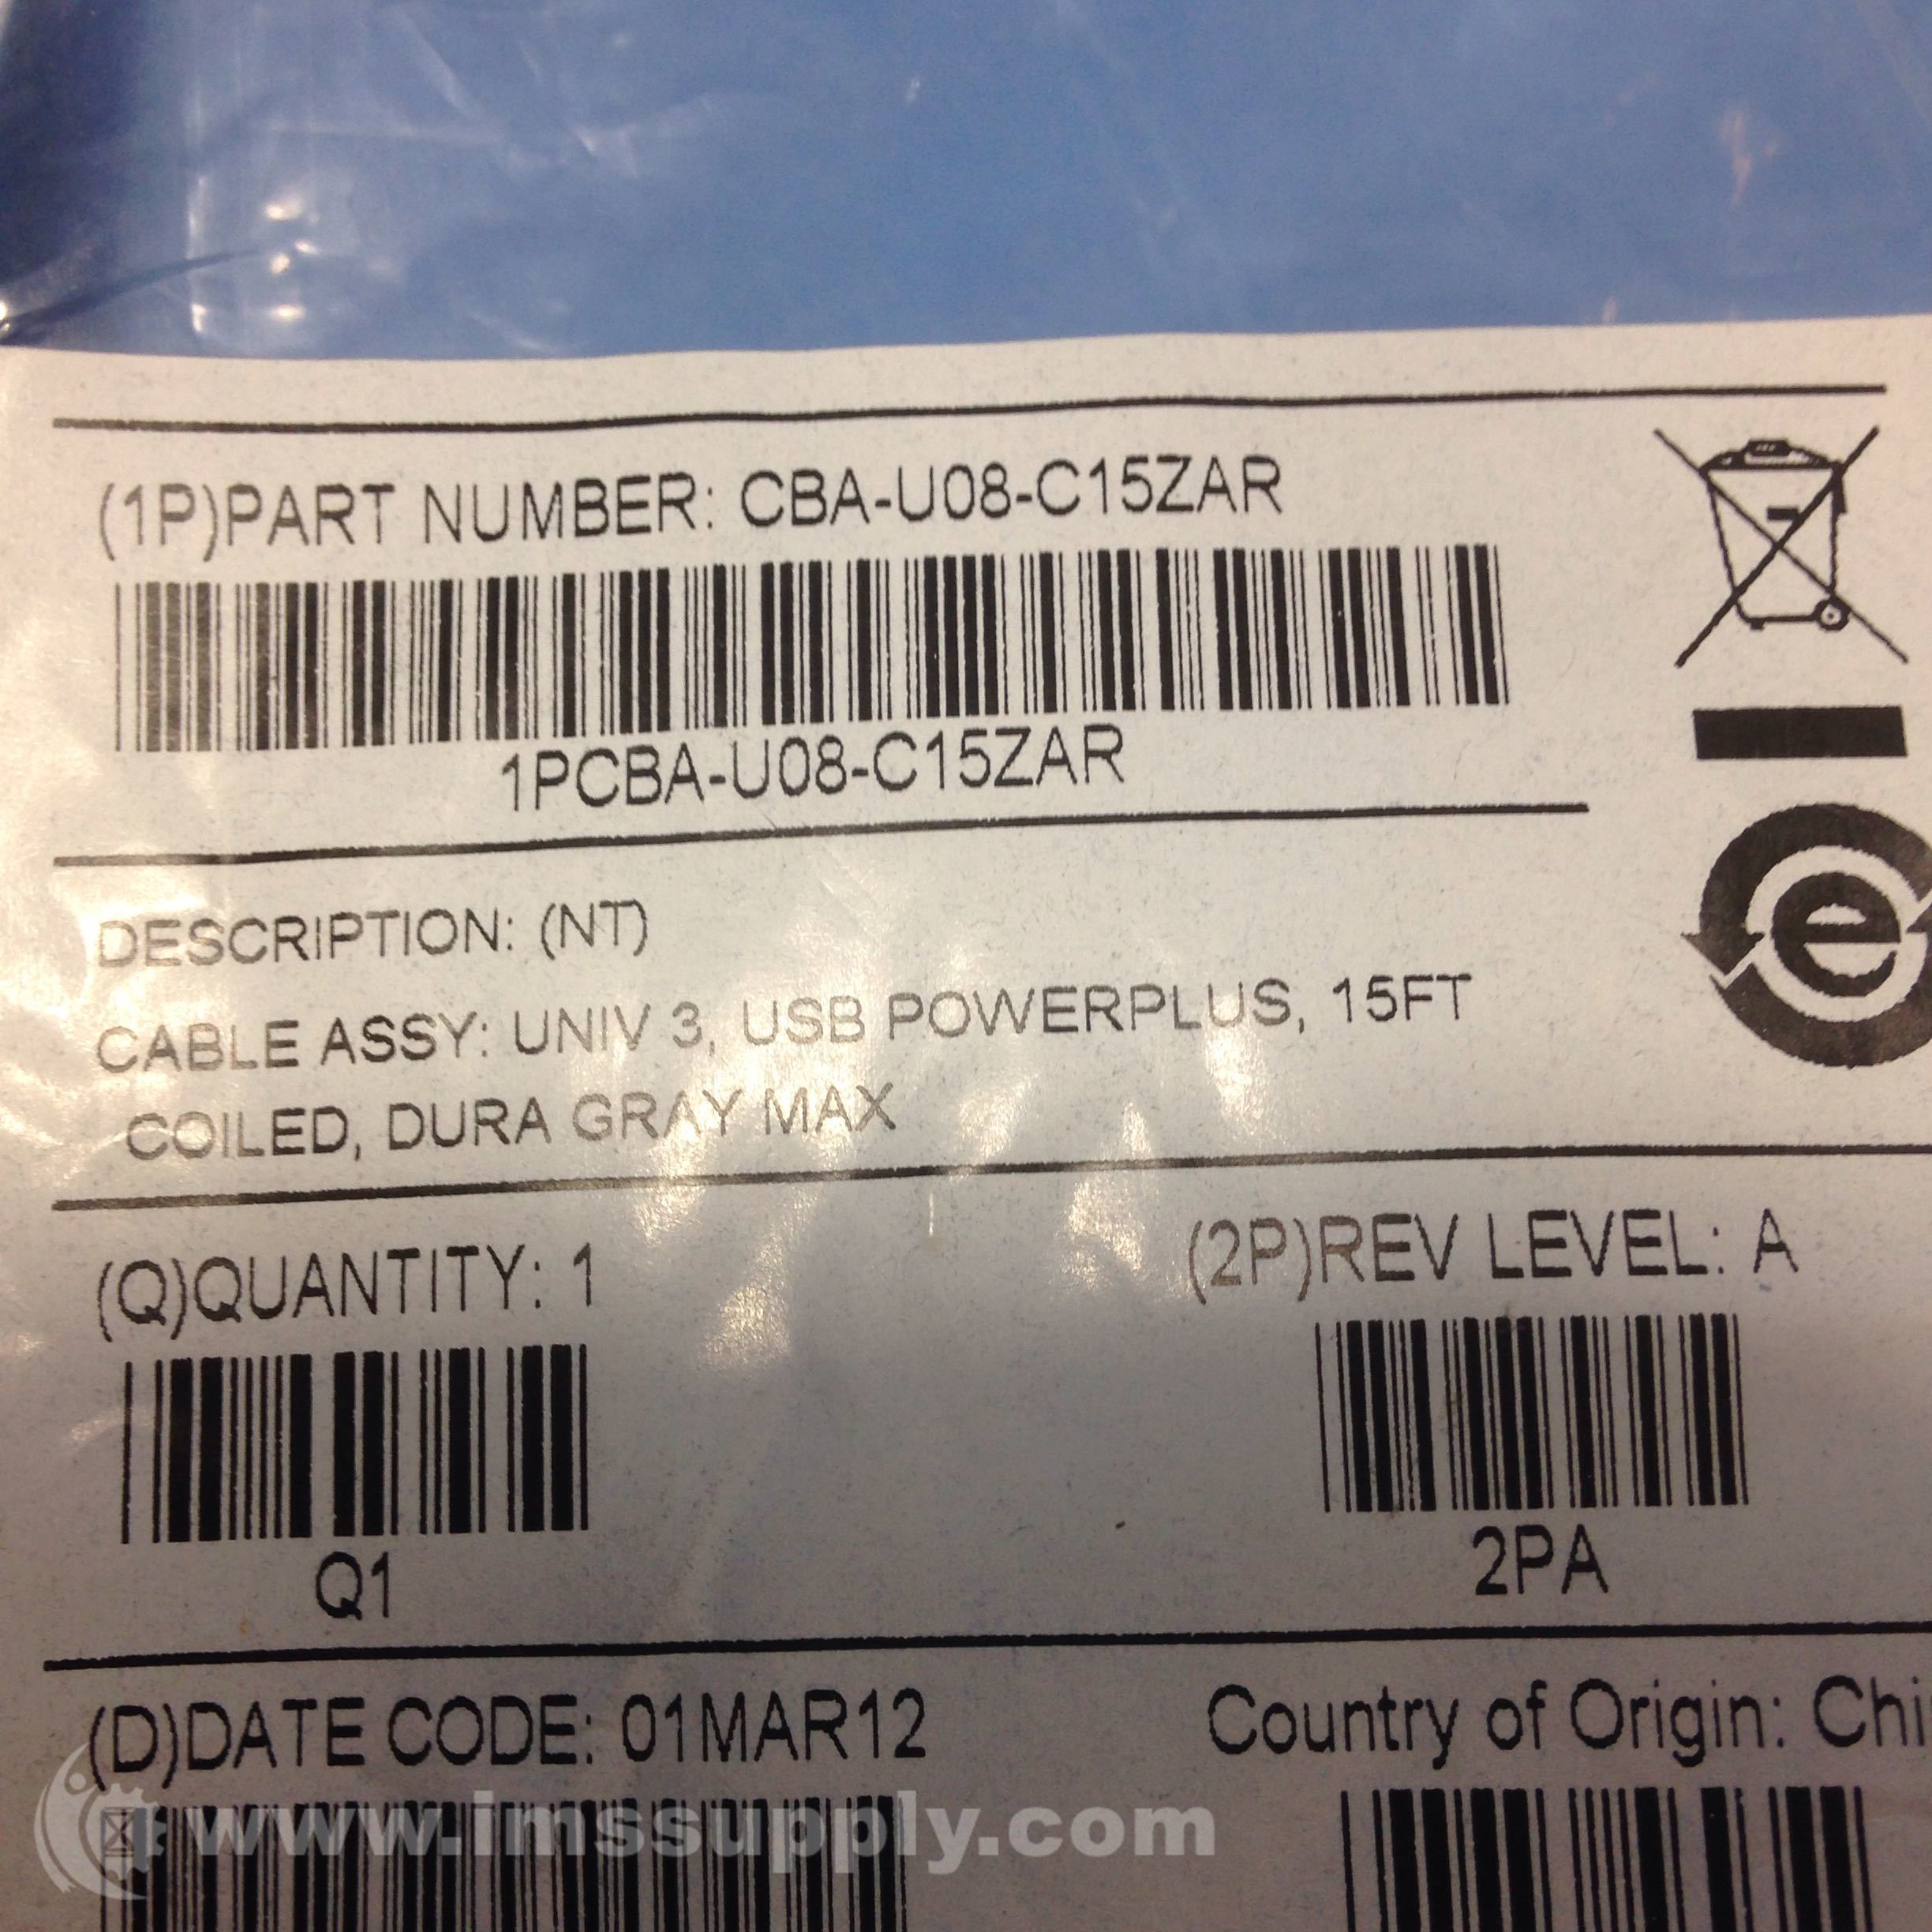 (1P)PART NUMBER: CBA-U08-C15ZAR
1PCBA-U08-C15ZAR
e
DESCRIPTION: (NT)
CABLE ASSY: UNIV 3, USB POWERPLUS, 15FT
COILED, DURA GRAY MAX
(Q)QUANTITY: 1
Q1
(2P)REV LEVEL: A
2PA
(D)DATE CODE: 01MAR12
Country of Origin: Chi
www.imssupply.com